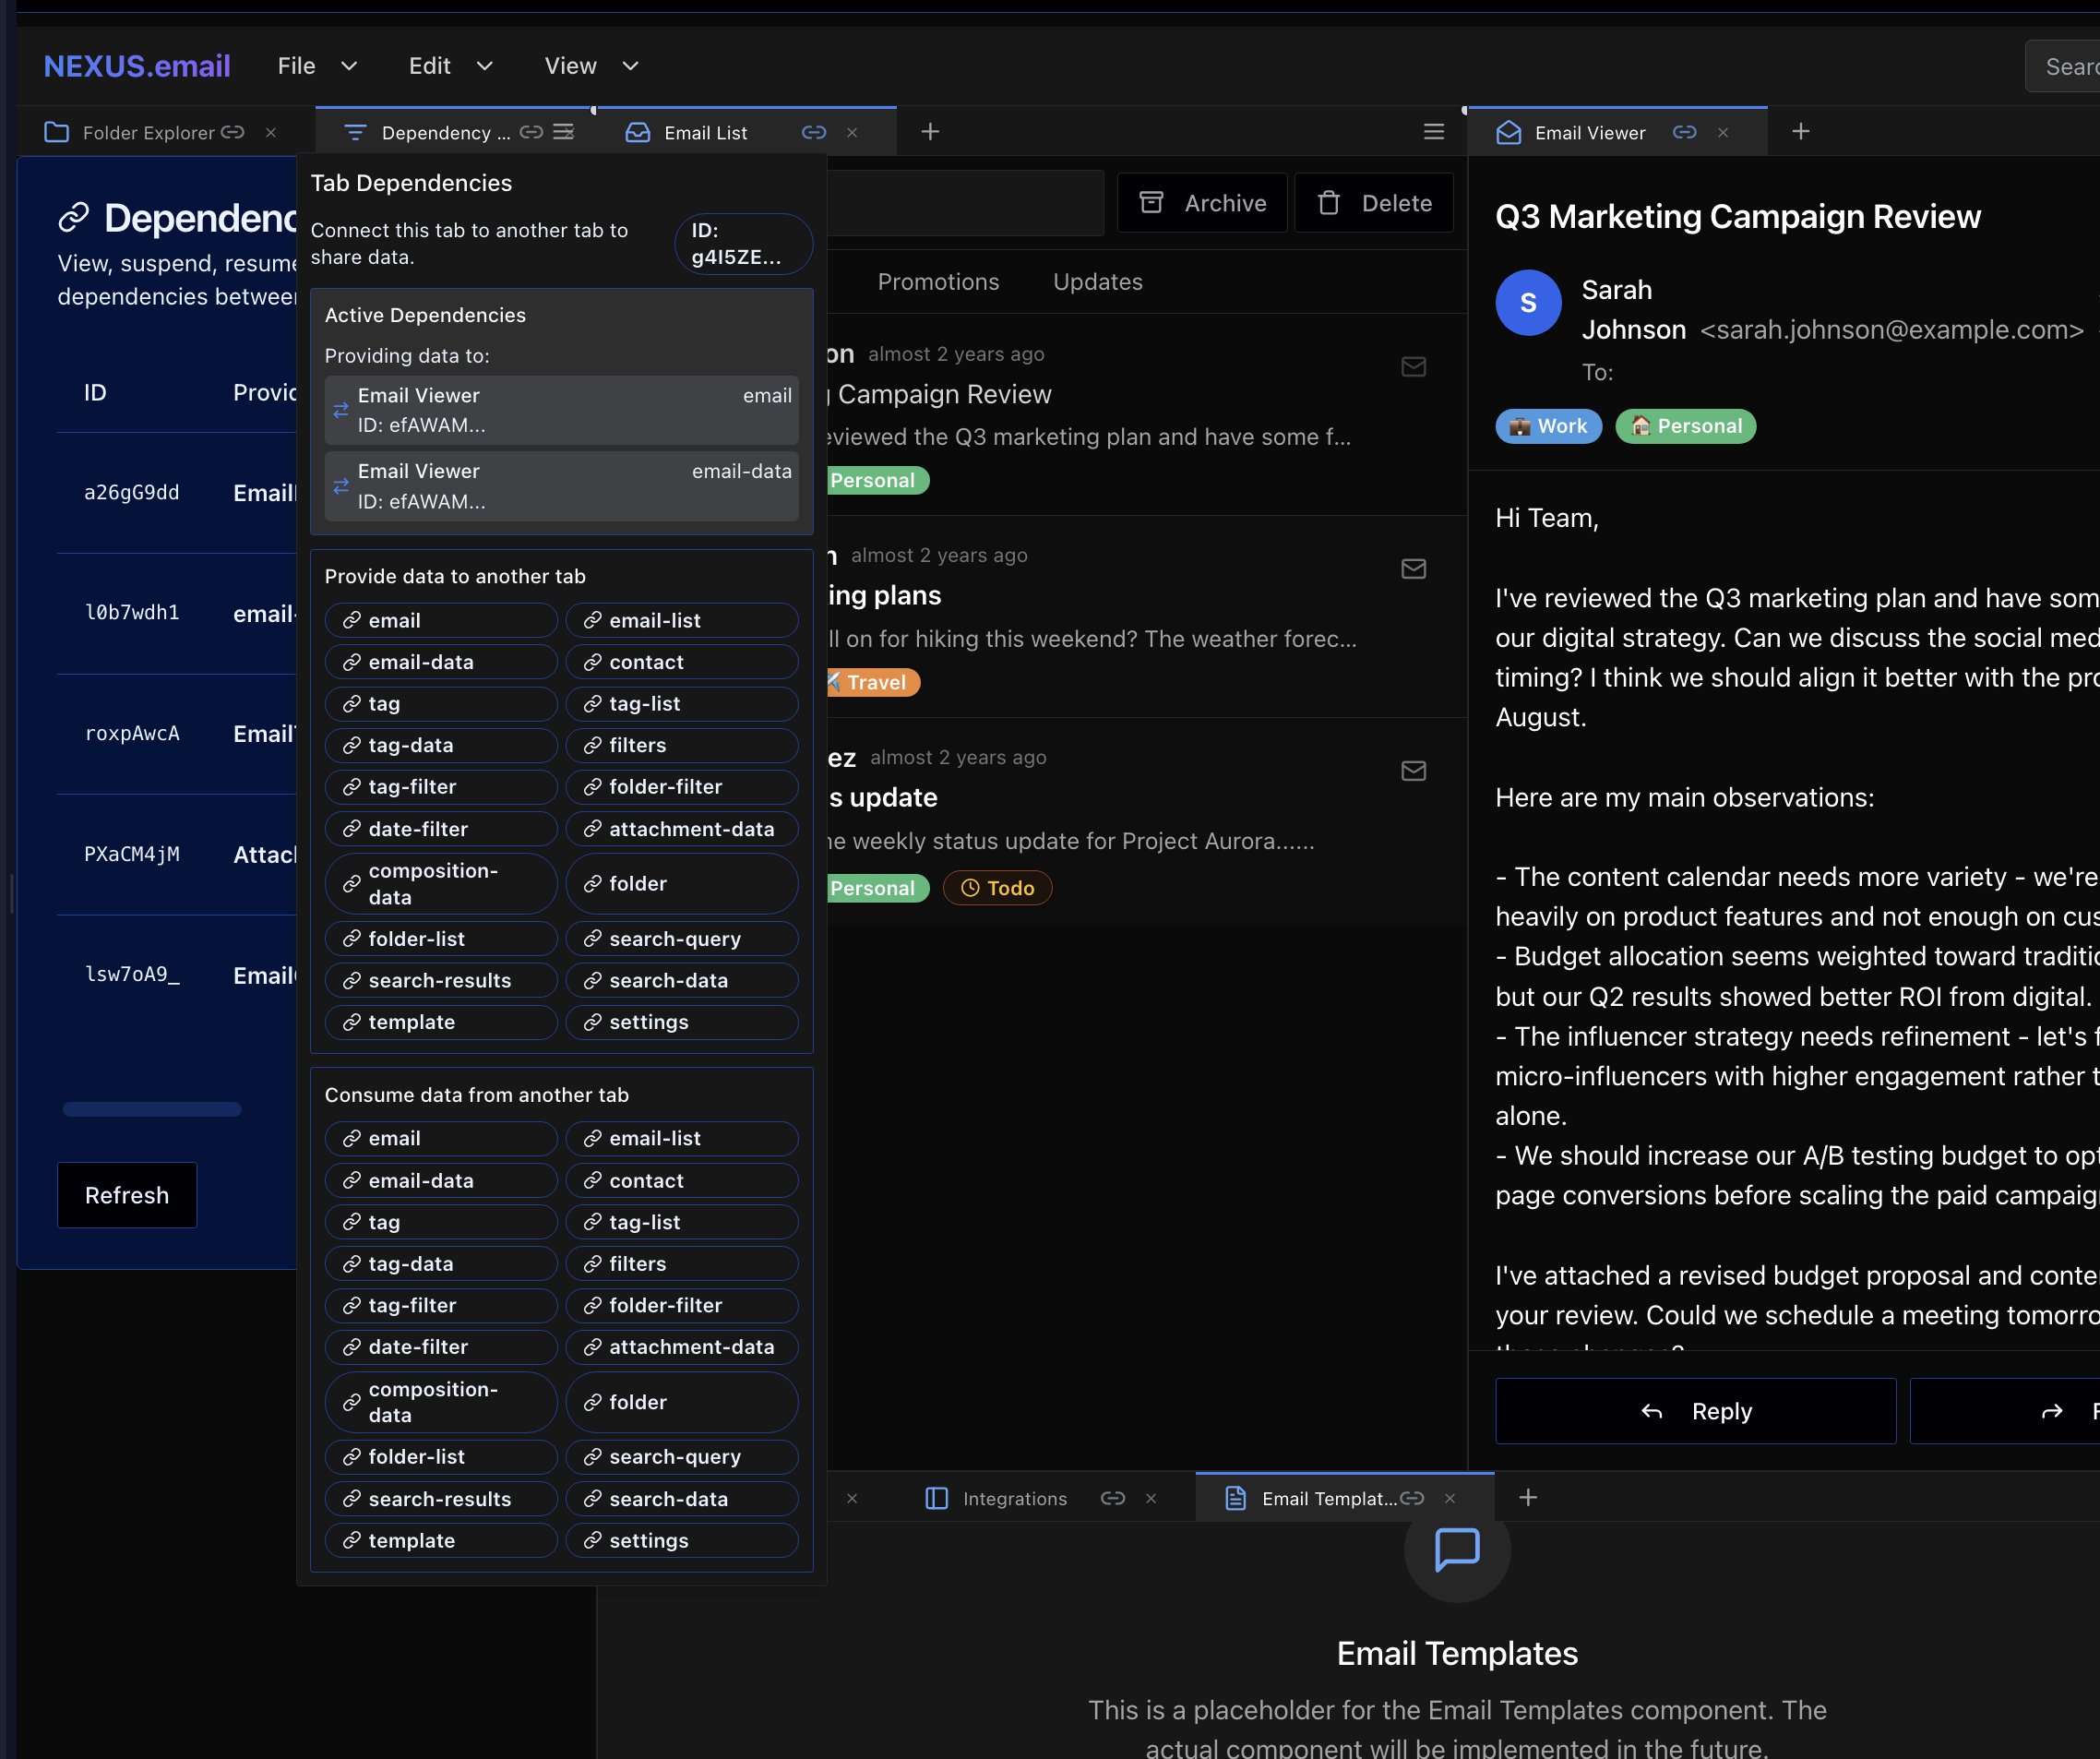 NEXUS.email
File
Edit
View
Folder Explorer
Dependency ...
Email List
Email Viewer
Tab Dependencies
Connect this tab to another tab to
share data.
ID:
g4I5ZE...
Active Dependencies
Providing data to:
Email Viewer
email
ID: efAWAM...
Email Viewer
email-data
ID: efAWAM...
Provide data to another tab
email
email-list
email-data
contact
tag
tag-list
tag-data
filters
tag-filter
folder-filter
date-filter
attachment-data
composition-
data
folder
folder-list
search-query
search-results
search-data
template
settings
Consume data from another tab
email
email-list
email-data
contact
tag
tag-list
tag-data
filters
tag-filter
folder-filter
date-filter
attachment-data
composition-
data
folder
folder-list
search-query
search-results
search-data
template
settings
View, suspend, resume
dependencies between
ID
a26gG9dd
l0b7wdh1
email-
roxpAwcA
PXaCM4jM
lsw7oA9_
Refresh
Archive
Delete
Promotions
Updates
almost 2 years ago
Campaign Review
the Q3 marketing plan and have some f...
Personal
almost 2 years ago
plans
on for hiking this weekend? The weather forec...
Travel
almost 2 years ago
update
weekly status update for Project Aurora......
Personal
Todo
Q3 Marketing Campaign Review
S
Sarah
Johnson <sarah.johnson@example.com>
To:
Work
Personal
Hi Team,
I've reviewed the Q3 marketing plan and have som
our digital strategy. Can we discuss the social med
timing? I think we should align it better with the pro
August.
Here are my main observations:
- The content calendar needs more variety - we're
heavily on product features and not enough on cus
- Budget allocation seems weighted toward traditio
but our Q2 results showed better ROI from digital.
- The influencer strategy needs refinement - let's f
micro-influencers with higher engagement rather t
alone.
- We should increase our A/B testing budget to opt
page conversions before scaling the paid campaig
I've attached a revised budget proposal and conte
your review. Could we schedule a meeting tomorro
Reply
Integrations
Email Templat...
Email Templates
This is a placeholder for the Email Templates component. The
actual component will be implemented in the future.